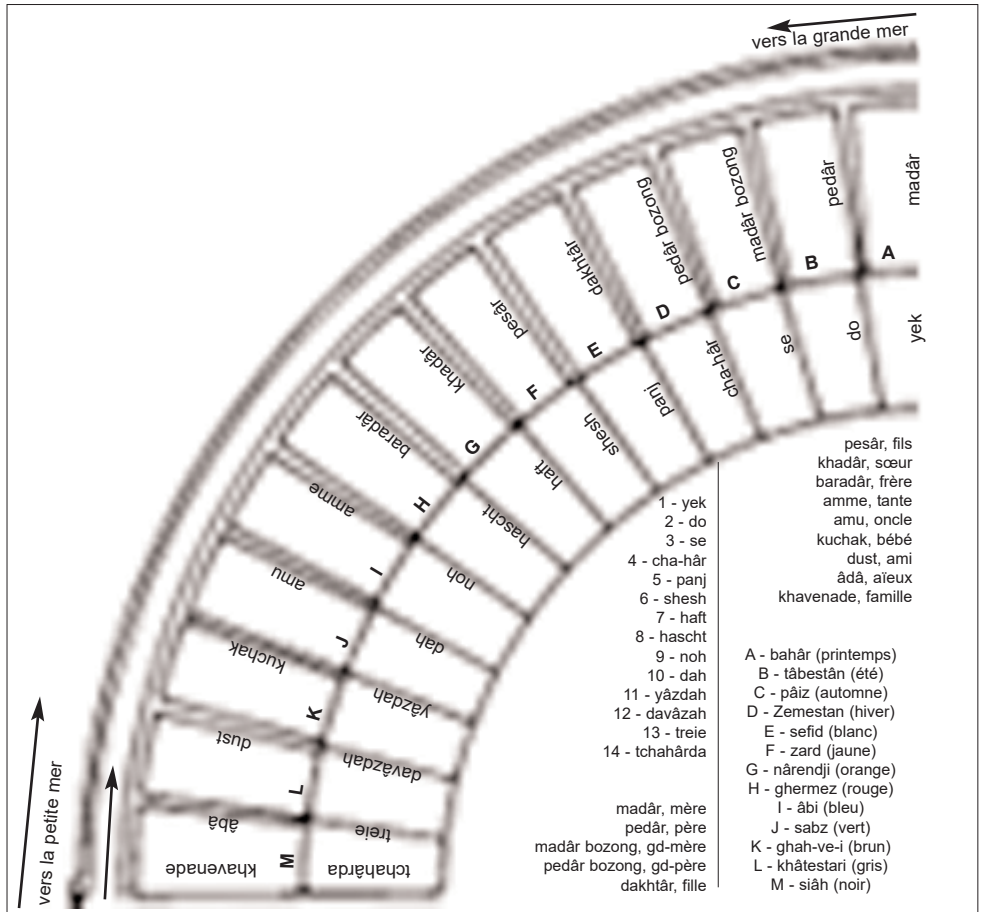 vers la grande mer
madâr
pedâr
madâr bozong
pedâr bozong
dakhtâr
pesâr
khadâr
baradâr
amme
amu
kuchak
dust
âbâ
khavenade
A
B
C
D
E
F
G
H
I
J
K
L
M
yek
do
se
cha-hâr
panj
shesh
haft
hascht
noh
dah
yâzdah
davâzdah
treie
tchahârda
vers la petite mer
1 - yek
2 - do
3 - se
4 - cha-hâr
5 - panj
6 - shesh
7 - haft
8 - hascht
9 - noh
10 - dah
11 - yâzdah
12 - davâzah
13 - treie
14 - tchahârda
madâr, mère
pedâr, père
madâr bozong, gd-mère
pedâr bozong, gd-père
dakhtâr, fille
pesâr, fils
khadâr, sœur
baradâr, frère
amme, tante
amu, oncle
kuchak, bébé
dust, ami
âdâ, aïeux
khavenade, famille
A - bahâr (printemps)
B - tâbestân (été)
C - pâiz (automne)
D - Zemestan (hiver)
E - sefid (blanc)
F - zard (jaune)
G - nârendji (orange)
H - ghermez (rouge)
I - âbi (bleu)
J - sabz (vert)
K - ghah-ve-i (brun)
L - khâtestari (gris)
M - siâh (noir)